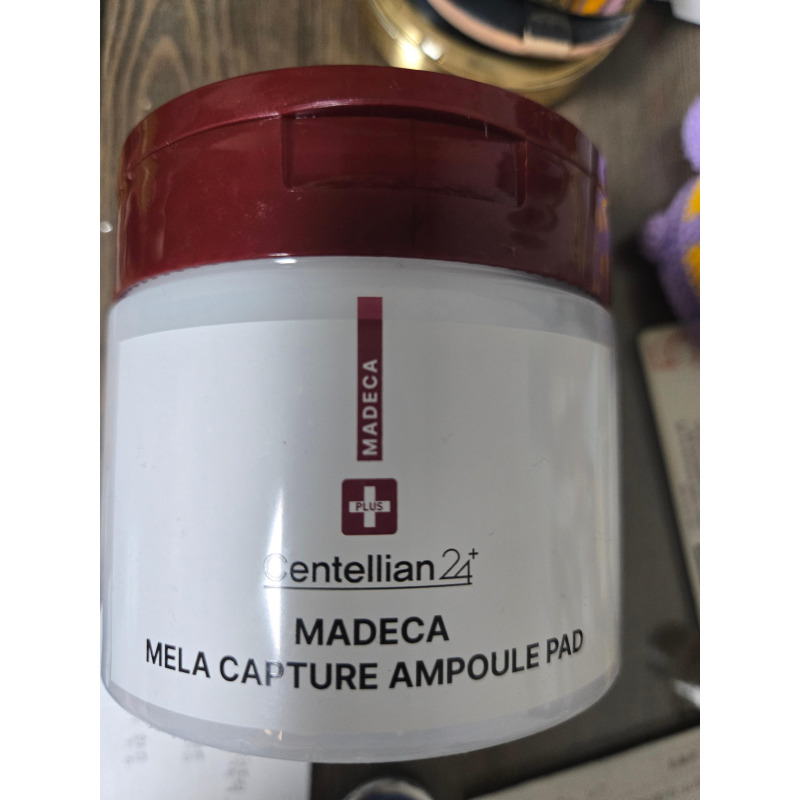 MADECA
PLUS
Centellian24+
MADECA
MELA CAPTURE AMPOULE PAD